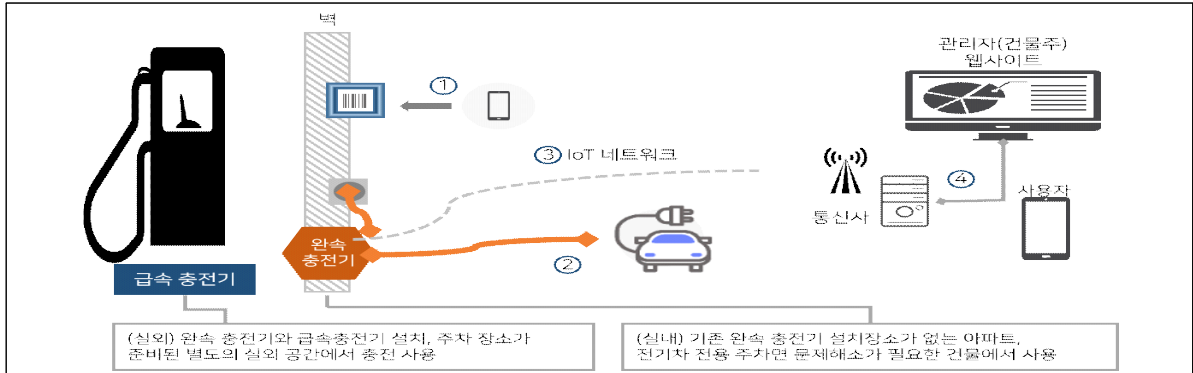 벽
관리자(건물주)
웹사이트
①
③ IoT 네트워크
④
통신사
사용자
완속
충전기
②
급속 충전기
(실외) 완속 충전기와 급속충전기 설치, 주차 장소가
준비된 별도의 실외 공간에서 충전 사용
(실내) 기존 완속 충전기 설치장소가 없는 아파트,
전기차 전용 주차면 문제해소가 필요한 건물에서 사용